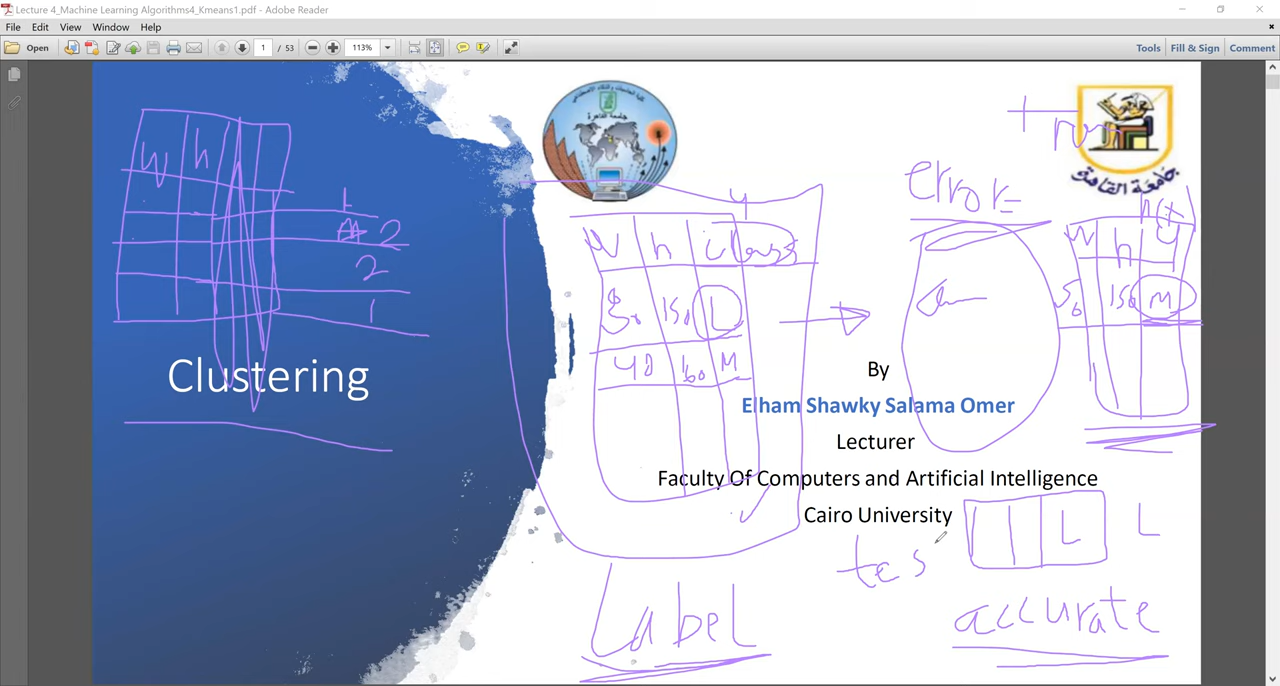 Lecture 4_Machine Learning Algorithms4_Kmeans1.pdf - Adobe Reader
File Edit View Window Help
Open 1 / 53 113% Tools Fill & Sign Comment
جامعة القاهرة
error=
y
w h
w h class
h(x
w h y
150 L
150 M
2
2
1
40 60 M
Clustering
By
Elham Shawky Salama Omer
Lecturer
Faculty Of Computers and Artificial Intelligence
Cairo University
L L
tes
Label
accurate